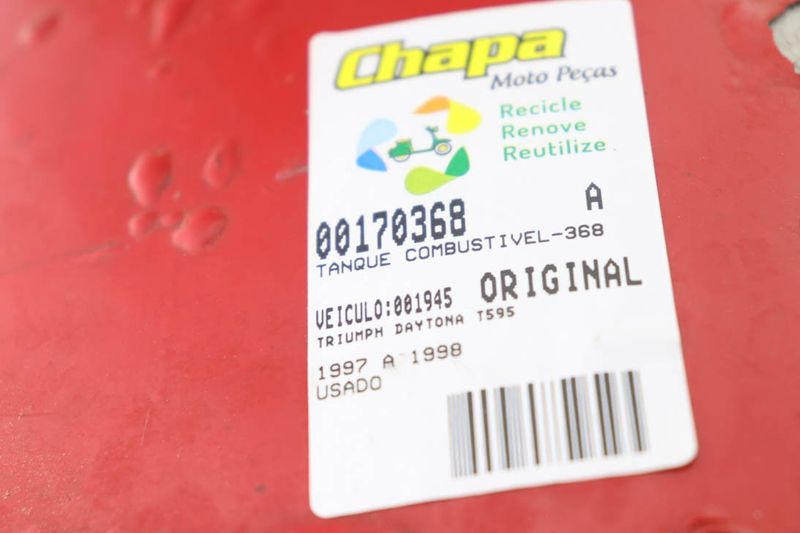 Chapa
Moto Peças
Recicle
Renove
Reutilize
00170368 A
TANQUE COMBUSTIVEL-368
VEICULO:001945 ORIGINAL
TRIUMPH DAYTONA T595
1997 A 1998
USADO